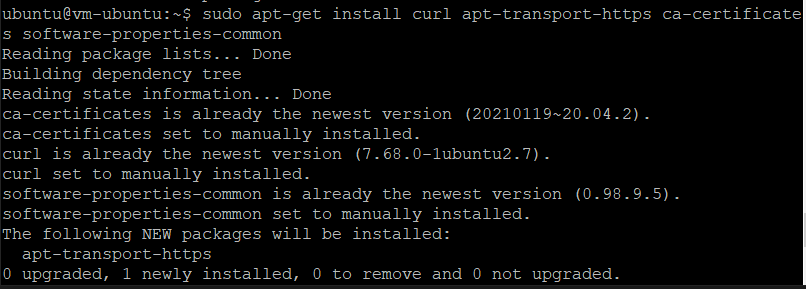 ubuntu@vm-ubuntu:~$ sudo apt-get install curl apt-transport-https ca-certificate
s software-properties-common
Reading package lists... Done
Building dependency tree
Reading state information... Done
ca-certificates is already the newest version (20210119~20.04.2).
ca-certificates set to manually installed.
curl is already the newest version (7.68.0-1ubuntu2.7).
curl set to manually installed.
software-properties-common is already the newest version (0.98.9.5).
software-properties-common set to manually installed.
The following NEW packages will be installed:
  apt-transport-https
0 upgraded, 1 newly installed, 0 to remove and 0 not upgraded.